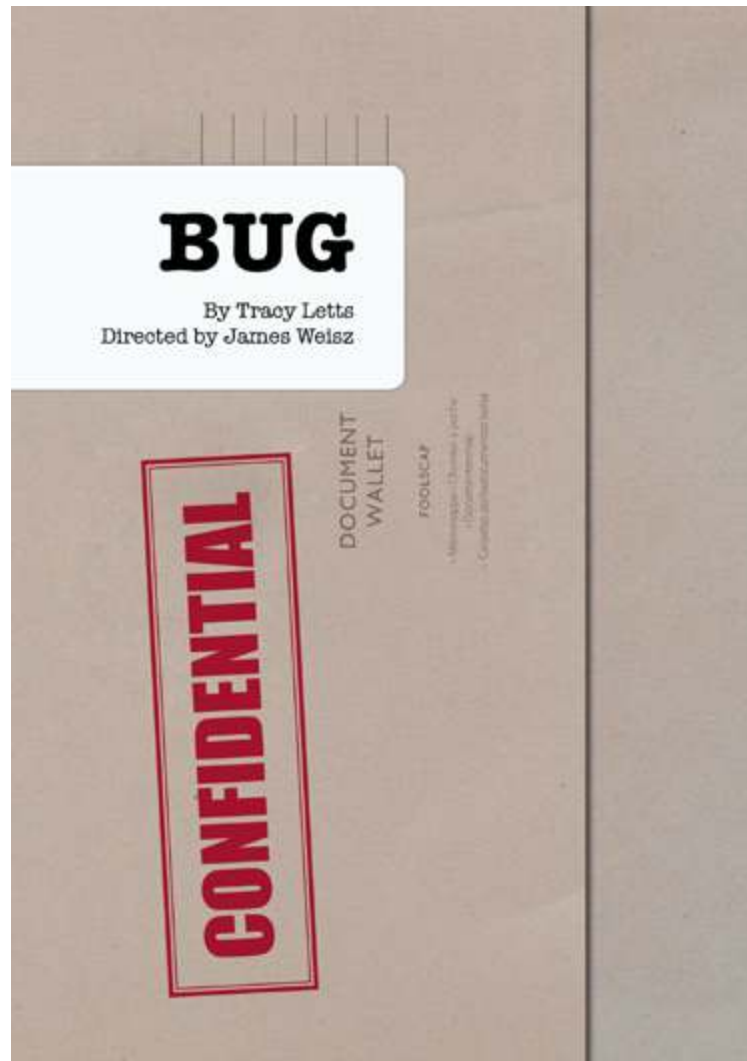 BUG
By Tracy Letts
Directed by James Weisz
DOCUMENT
WALLET
FOOLSCAP
CONFIDENTIAL